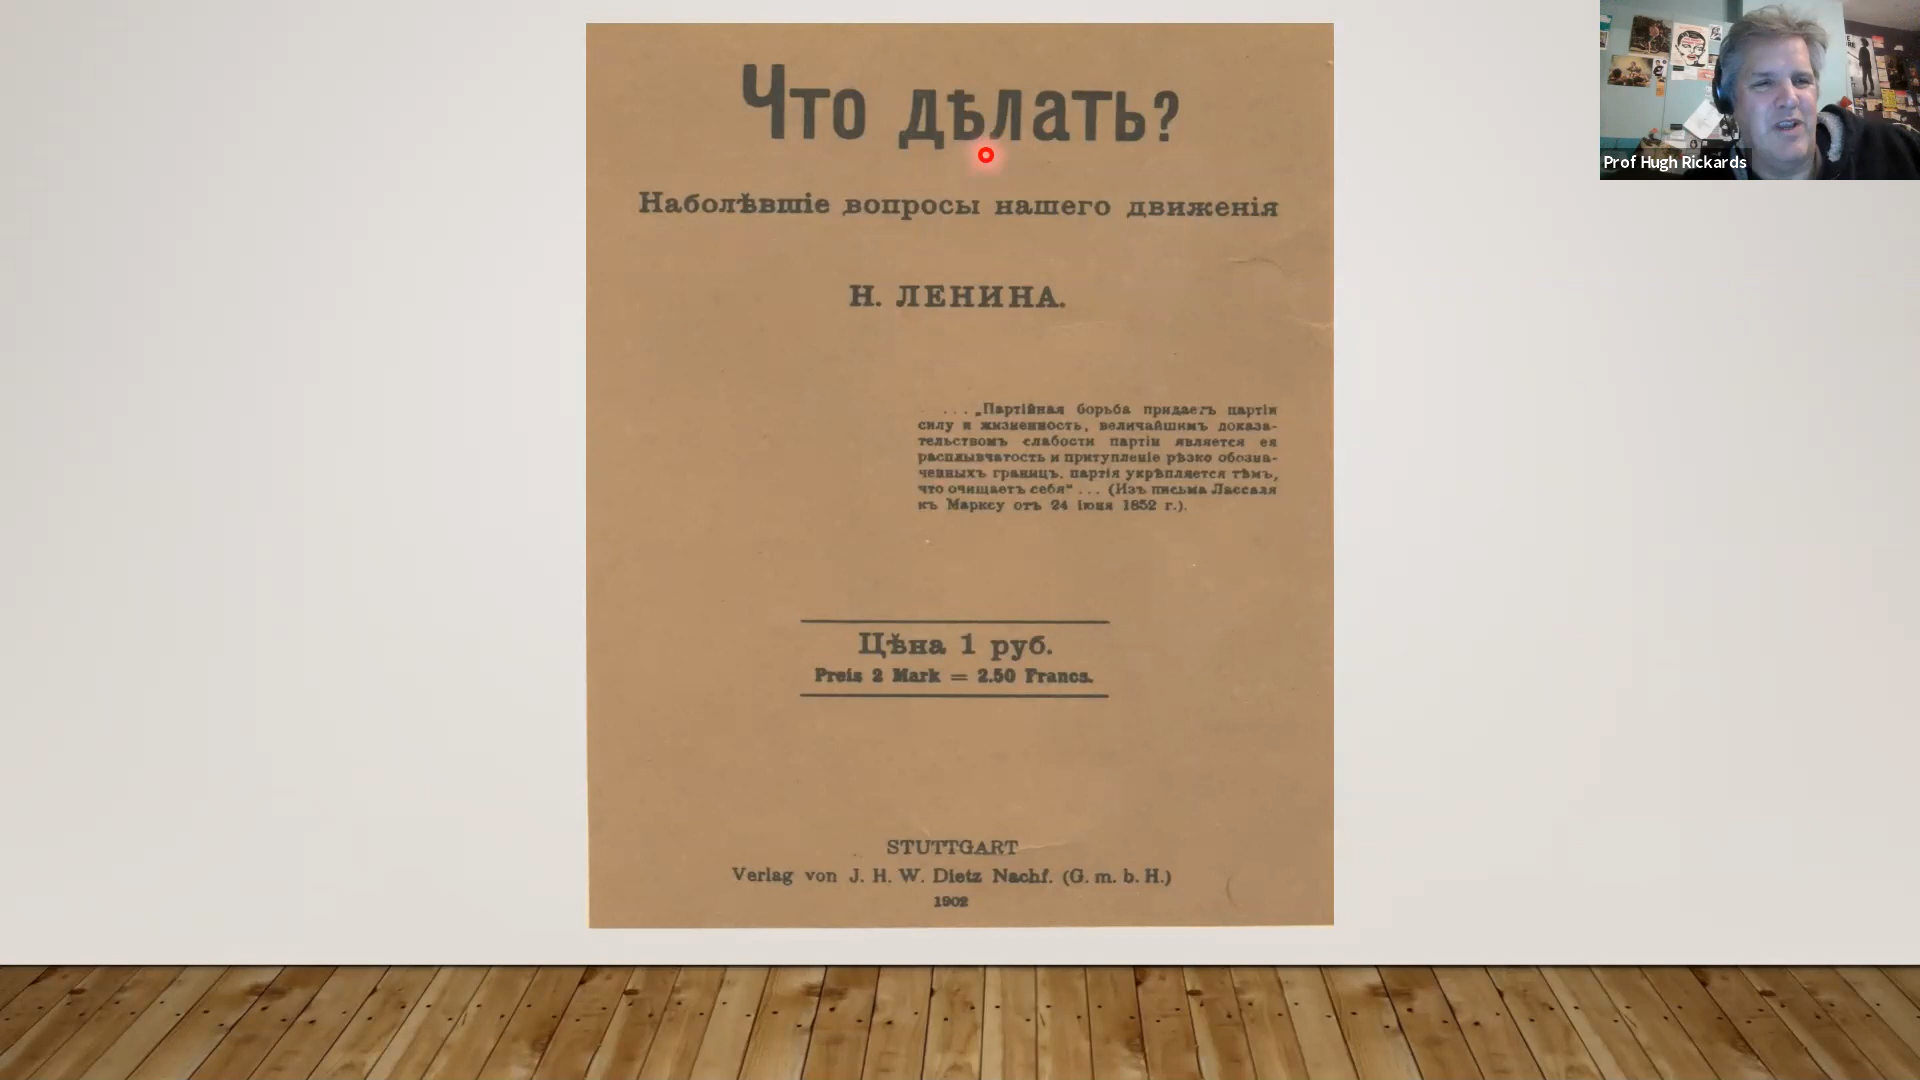 Что дѣлать?
Наболѣвшіе вопросы нашего движенія
Н. ЛЕНИНА.
. . . „Партійная борьба придаетъ партіи
силу и жизненность, величайшимъ доказа-
тельствомъ слабости партіи является ея
расплывчатость и притупленіе рѣзко обозна-
ченныхъ границъ, партія укрѣпляется тѣмъ,
что очищаетъ себя“ . . . (Изъ письма Лассаля
къ Марксу отъ 24 іюня 1852 г.).
Цѣна 1 руб.
Preis 2 Mark = 2.50 Francs.
STUTTGART
Verlag von J. H. W. Dietz Nachf. (G. m. b. H.)
1902
Prof Hugh Rickards